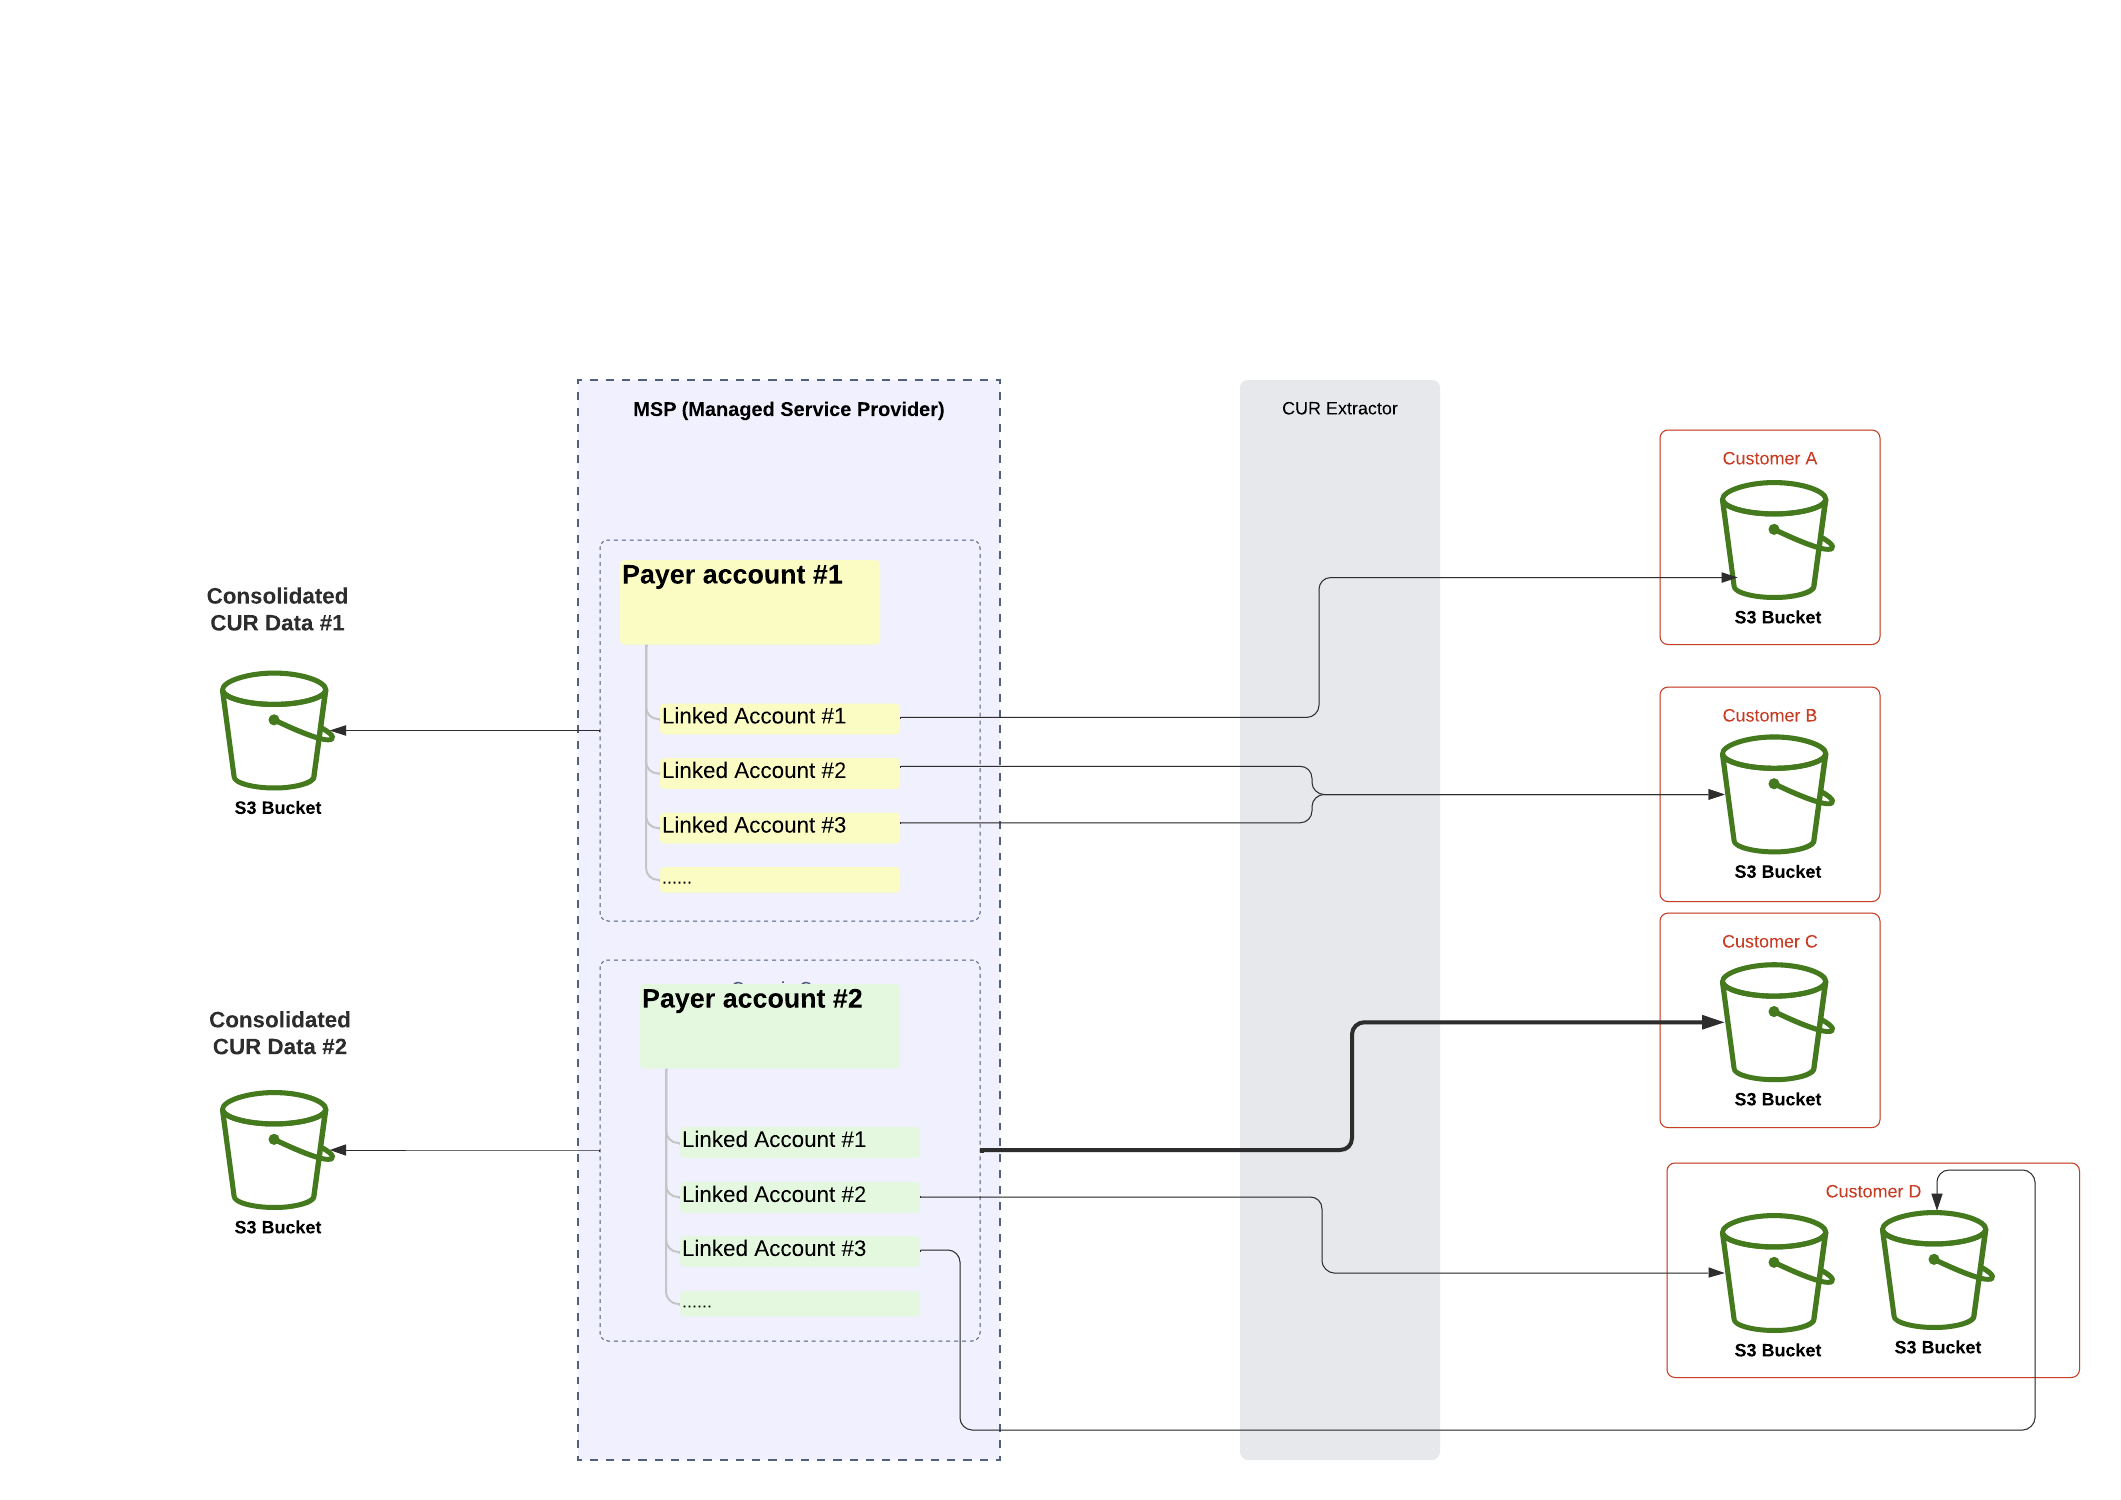 MSP (Managed Service Provider)
CUR Extractor
Customer A
S3 Bucket
Payer account #1
Consolidated
CUR Data #1
S3 Bucket
Linked Account #1
Linked Account #2
Linked Account #3
......
Customer B
S3 Bucket
Customer C
S3 Bucket
Payer account #2
Consolidated
CUR Data #2
S3 Bucket
Linked Account #1
Linked Account #2
Linked Account #3
......
Customer D
S3 Bucket
S3 Bucket